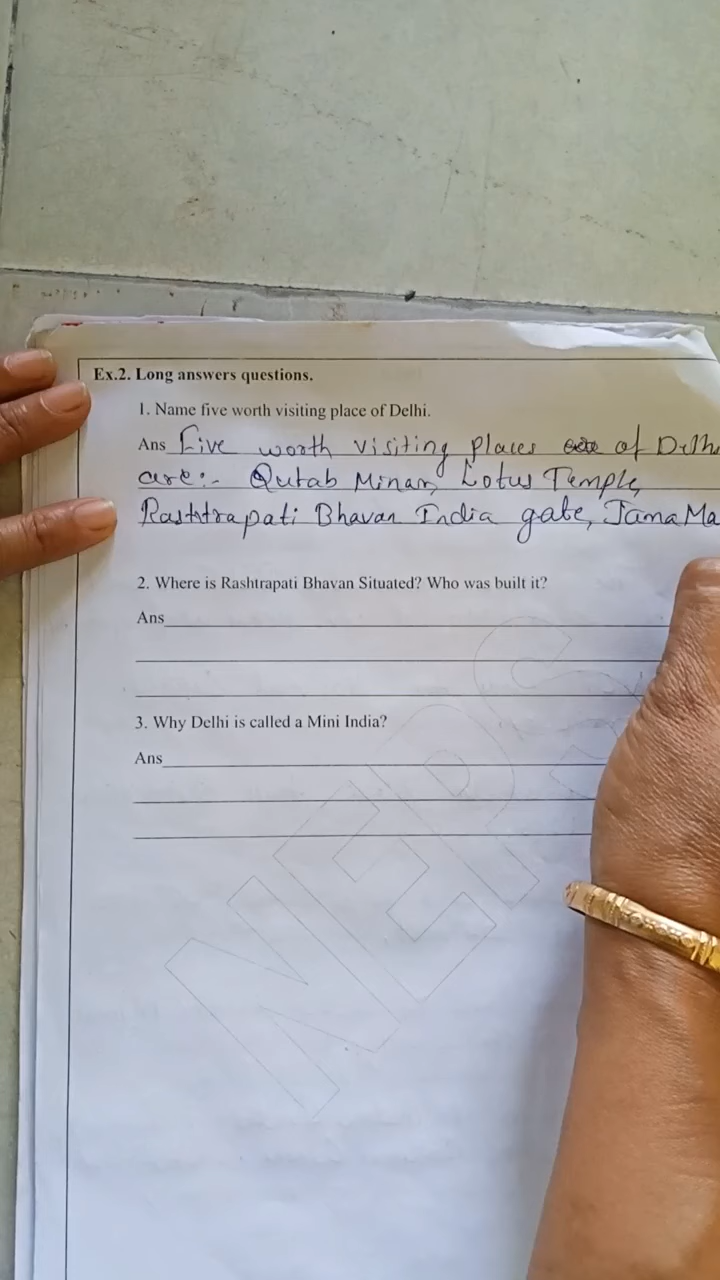 Ex.2. Long answers questions.
1. Name five worth visiting place of Delhi.
Ans Five worth visiting places of Delh
are:- Qutab Minar, Lotus Temple,
Rashtrapati Bhavan India gate, Jama Ma
2. Where is Rashtrapati Bhavan Situated? Who was built it?
Ans
3. Why Delhi is called a Mini India?
Ans
NEPS